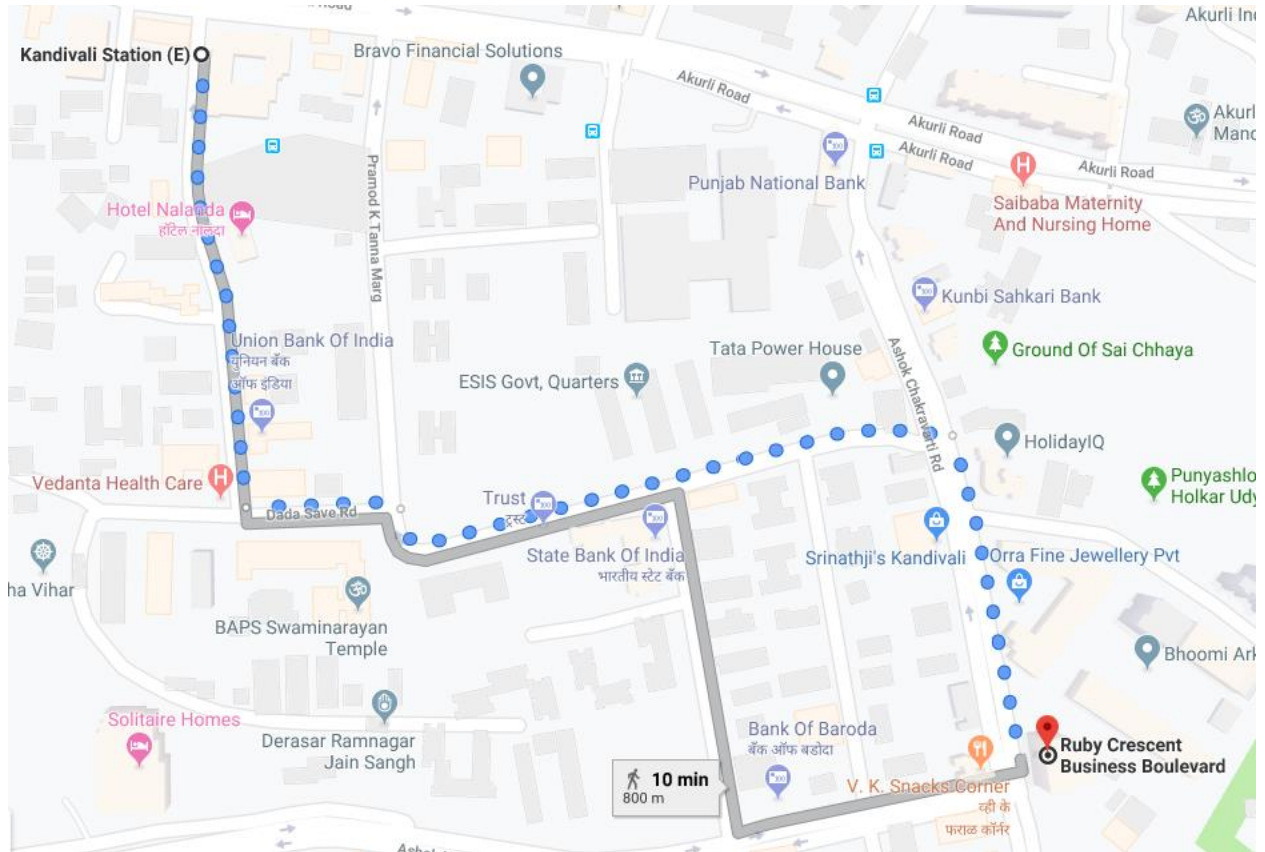 Road
Akurli Inc
Kandivali Station (E)
Bravo Financial Solutions
Akurli Road
Akurli Road
Akurli Road
Akurli Road
Akurl
Mand
Pramod K Tanna Marg
Punjab National Bank
Saibaba Maternity
And Nursing Home
Hotel Nalanda
हॉटेल नालंदा
Kunbi Sahkari Bank
Union Bank Of India
युनियन बँक
ऑफ इंडिया
Tata Power House
Ashok Chakravarti Rd
Ground Of Sai Chhaya
ESIS Govt, Quarters
HolidayIQ
Vedanta Health Care
Punyashlo
Holkar Udy
Dada Save Rd
Trust
ट्रस्ट
State Bank Of India
भारतीय स्टेट बँक
Srinathji's Kandivali
Orra Fine Jewellery Pvt
ha Vihar
BAPS Swaminarayan
Temple
Bhoomi Ark
Solitaire Homes
Derasar Ramnagar
Jain Sangh
Bank Of Baroda
बँक ऑफ बडोदा
Ruby Crescent
Business Boulevard
10 min
800 m
V. K. Snacks Corner
व्ही के
फराळ कॉर्नर